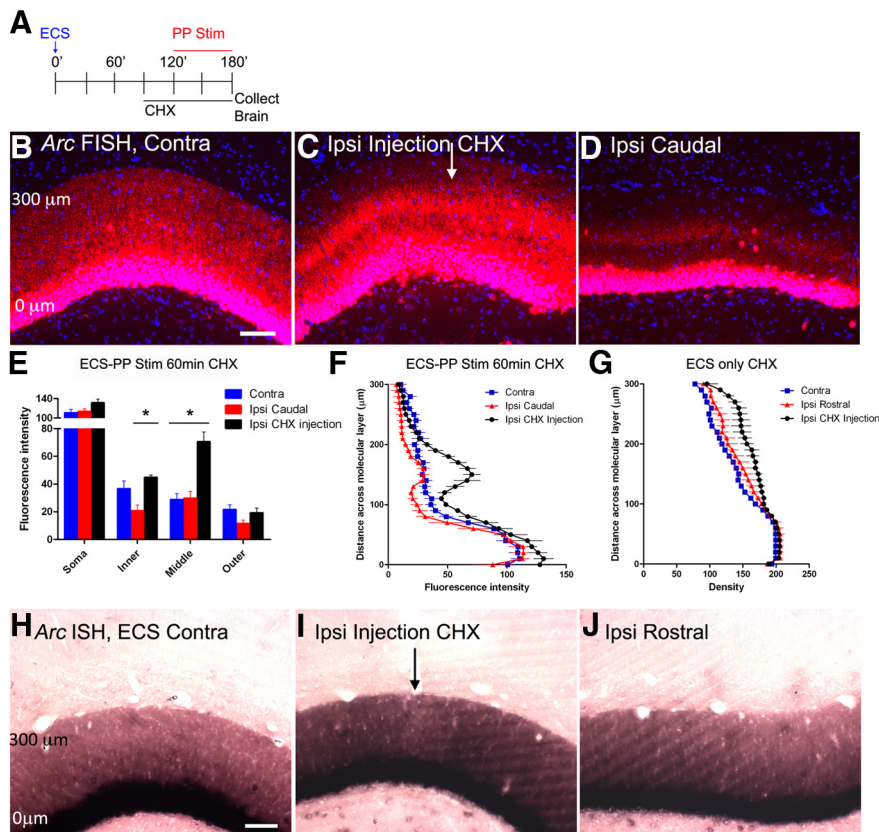 A
ECS
PP Stim
0' 60' 120' 180'
CHX
Collect
Brain
B
Arc FISH, Contra
300 μm
0 μm
C
Ipsi Injection CHX
D
Ipsi Caudal
E
ECS-PP Stim 60min CHX
Contra
Ipsi Caudal
Ipsi CHX injection
Fluorescence intensity
140
120
100
80
60
40
20
0
* *
Soma Inner Middle Outer
F
ECS-PP Stim 60min CHX
Contra
Ipsi Caudal
Ipsi CHX Injection
Distance across molecular layer (μm)
300
200
100
0
0 50 100 150
Fluorescence intensity
G
ECS only CHX
Contra
Ipsi Rostral
Ipsi CHX Injection
Distance across molecular layer (μm)
300
200
100
0
0 50 100 150 200 250
Density
H
Arc ISH, ECS Contra
300 μm
0μm
I
Ipsi Injection CHX
J
Ipsi Rostral